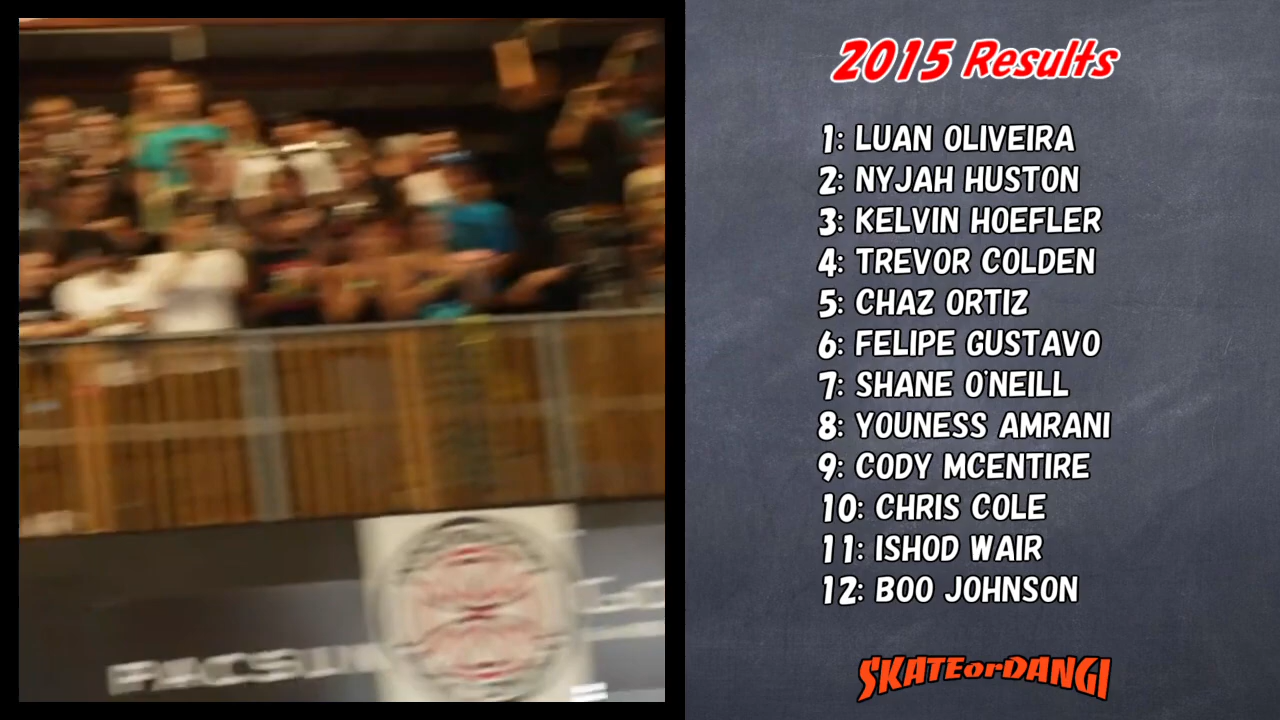 2015 Results
1: LUAN OLIVEIRA
2: NYJAH HUSTON
3: KELVIN HOEFLER
4: TREVOR COLDEN
5: CHAZ ORTIZ
6: FELIPE GUSTAVO
7: SHANE O'NEILL
8: YOUNESS AMRANI
9: CODY MCENTIRE
10: CHRIS COLE
11: ISHOD WAIR
12: BOO JOHNSON
SKATEorDANGI
PACSUN